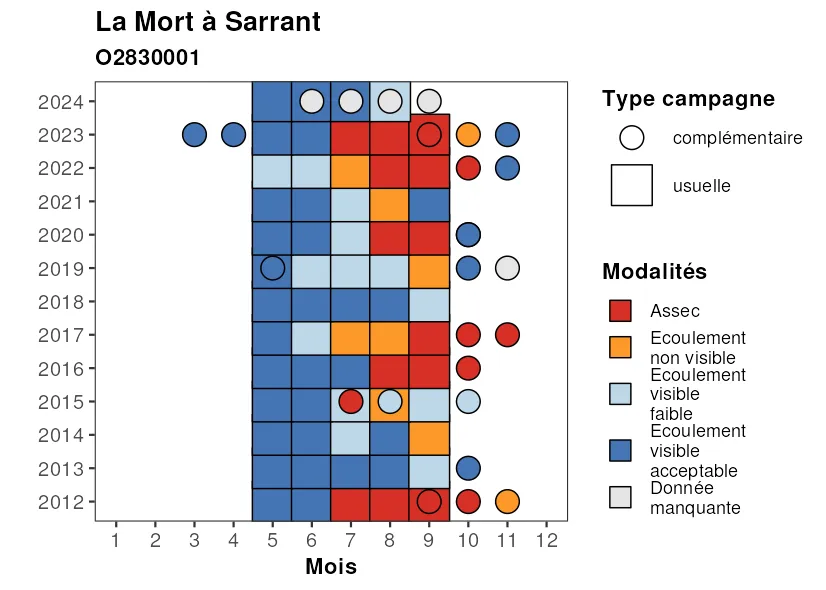 La Mort à Sarrant
O2830001
2024
2023
2022
2021
2020
2019
2018
2017
2016
2015
2014
2013
2012
1 2 3 4 5 6 7 8 9 10 11 12
Mois
Type campagne
complémentaire
usuelle
Modalités
Assec
Ecoulement
non visible
Ecoulement
visible
faible
Ecoulement
visible
acceptable
Donnée
manquante